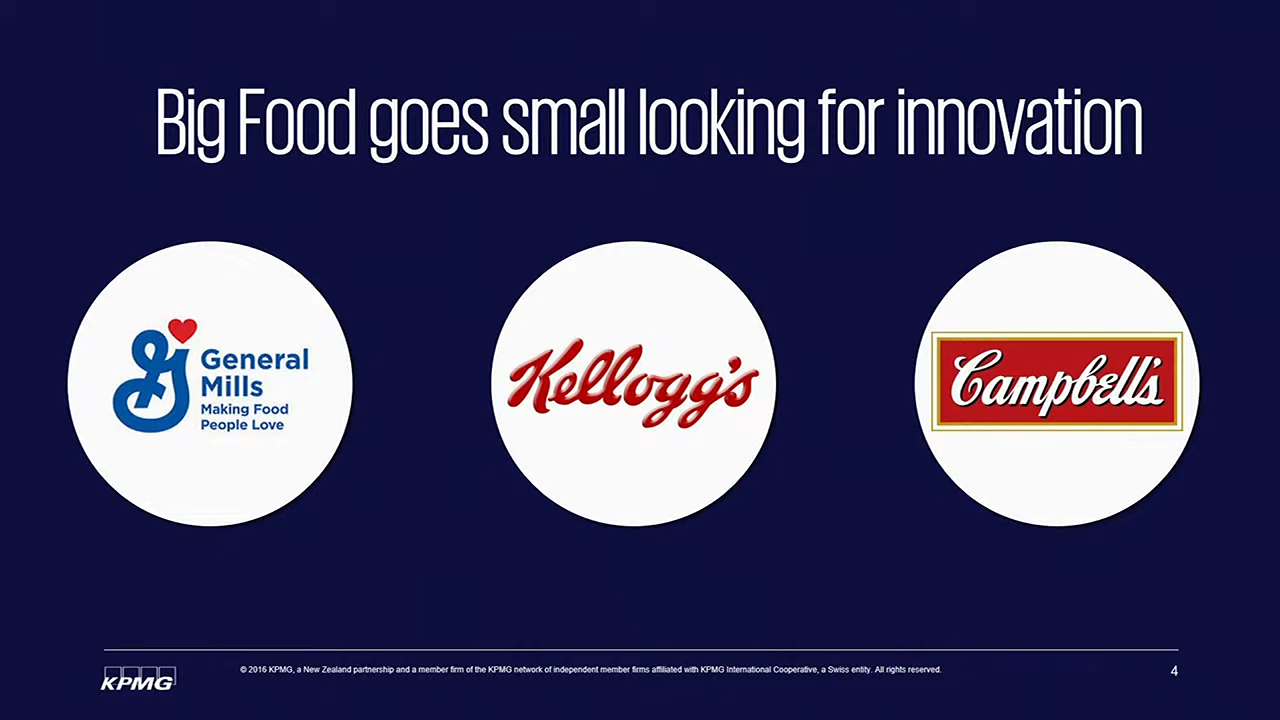 Big Food goes small looking for innovation
General
Mills
Making Food
People Love
Kellogg's
Campbell's
KPMG
© 2016 KPMG, a New Zealand partnership and a member firm of the KPMG network of independent member firms affiliated with KPMG International Cooperative, a Swiss entity. All rights reserved.
4